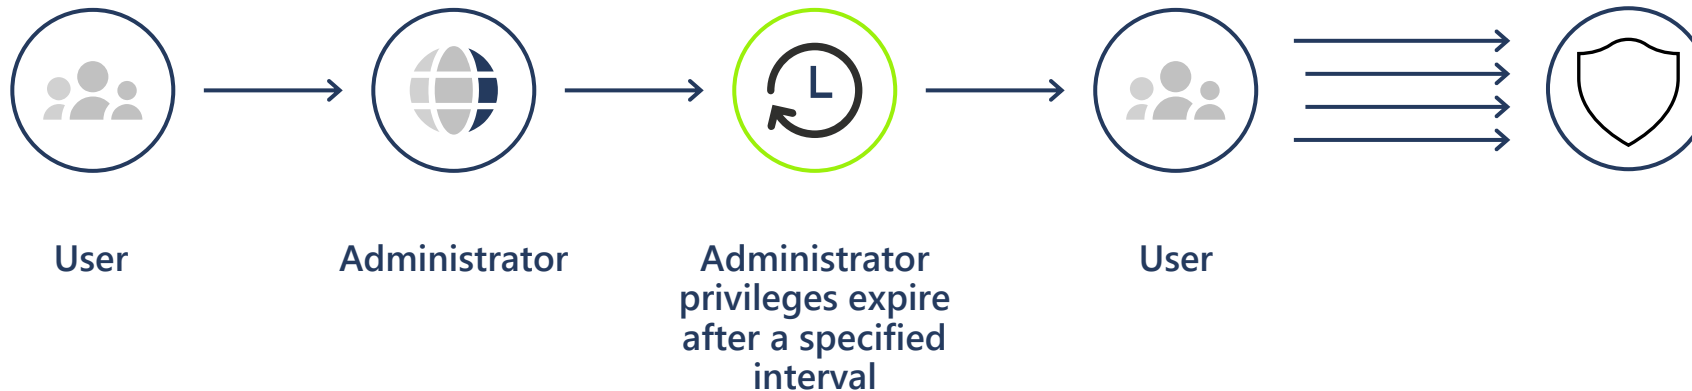 User
Administrator
Administrator
privileges expire
after a specified
interval
User